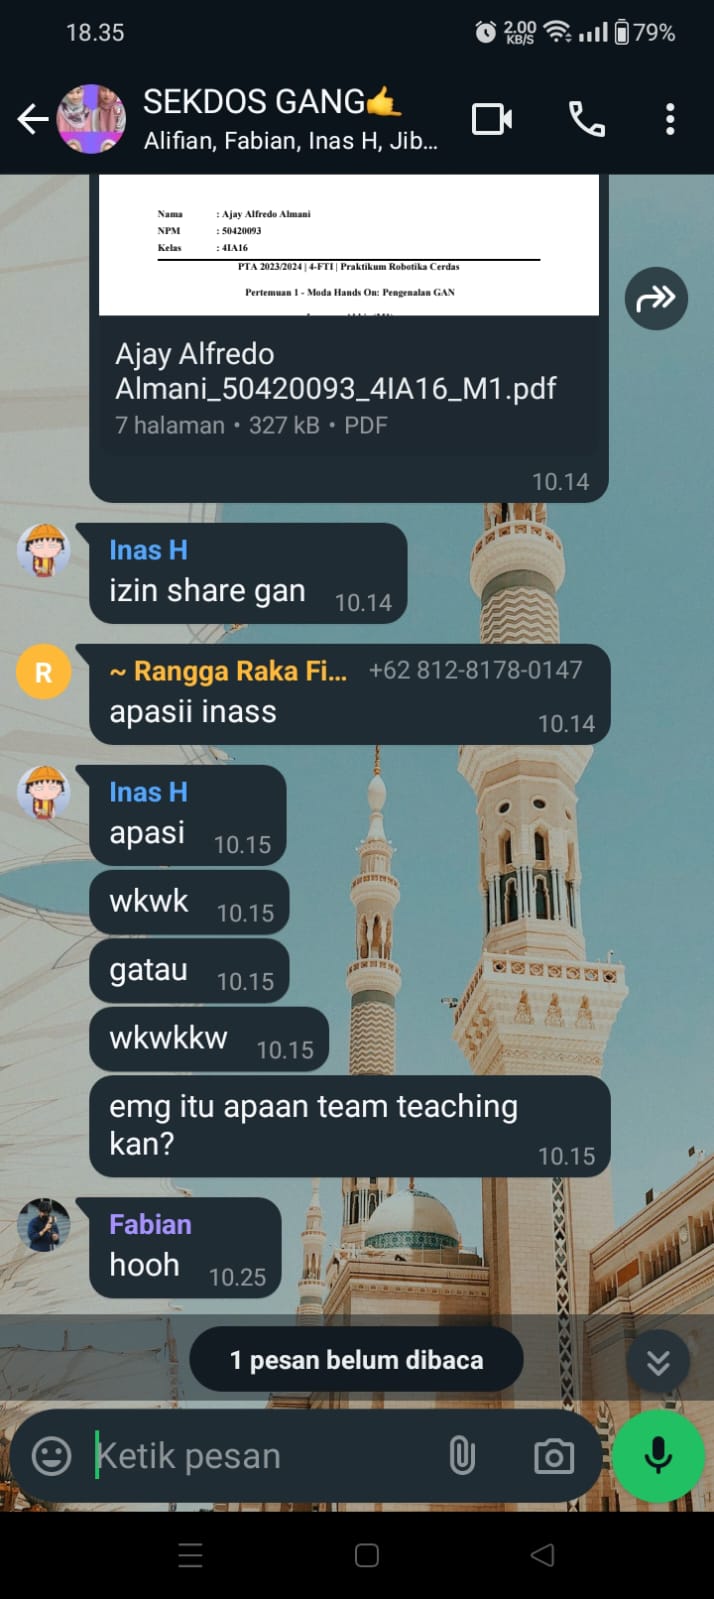 18.35
2.00
KB/S
79%
SEKDOS GANG🤙
Alifian, Fabian, Inas H, Jib...
Nama : Ajay Alfredo Almani
NPM : 50420093
Kelas : 4IA16
PTA 2023/2024 | 4-FTI | Praktikum Robotika Cerdas
Pertemuan 1 - Moda Hands On: Pengenalan GAN
Ajay Alfredo
Almani_50420093_4IA16_M1.pdf
7 halaman • 327 kB • PDF
10.14
Inas H
izin share gan 10.14
R
~ Rangga Raka Fi... +62 812-8178-0147
apasii inass 10.14
Inas H
apasi 10.15
wkwk 10.15
gatau 10.15
wkwkkw 10.15
emg itu apaan team teaching
kan? 10.15
Fabian
hooh 10.25
1 pesan belum dibaca
Ketik pesan